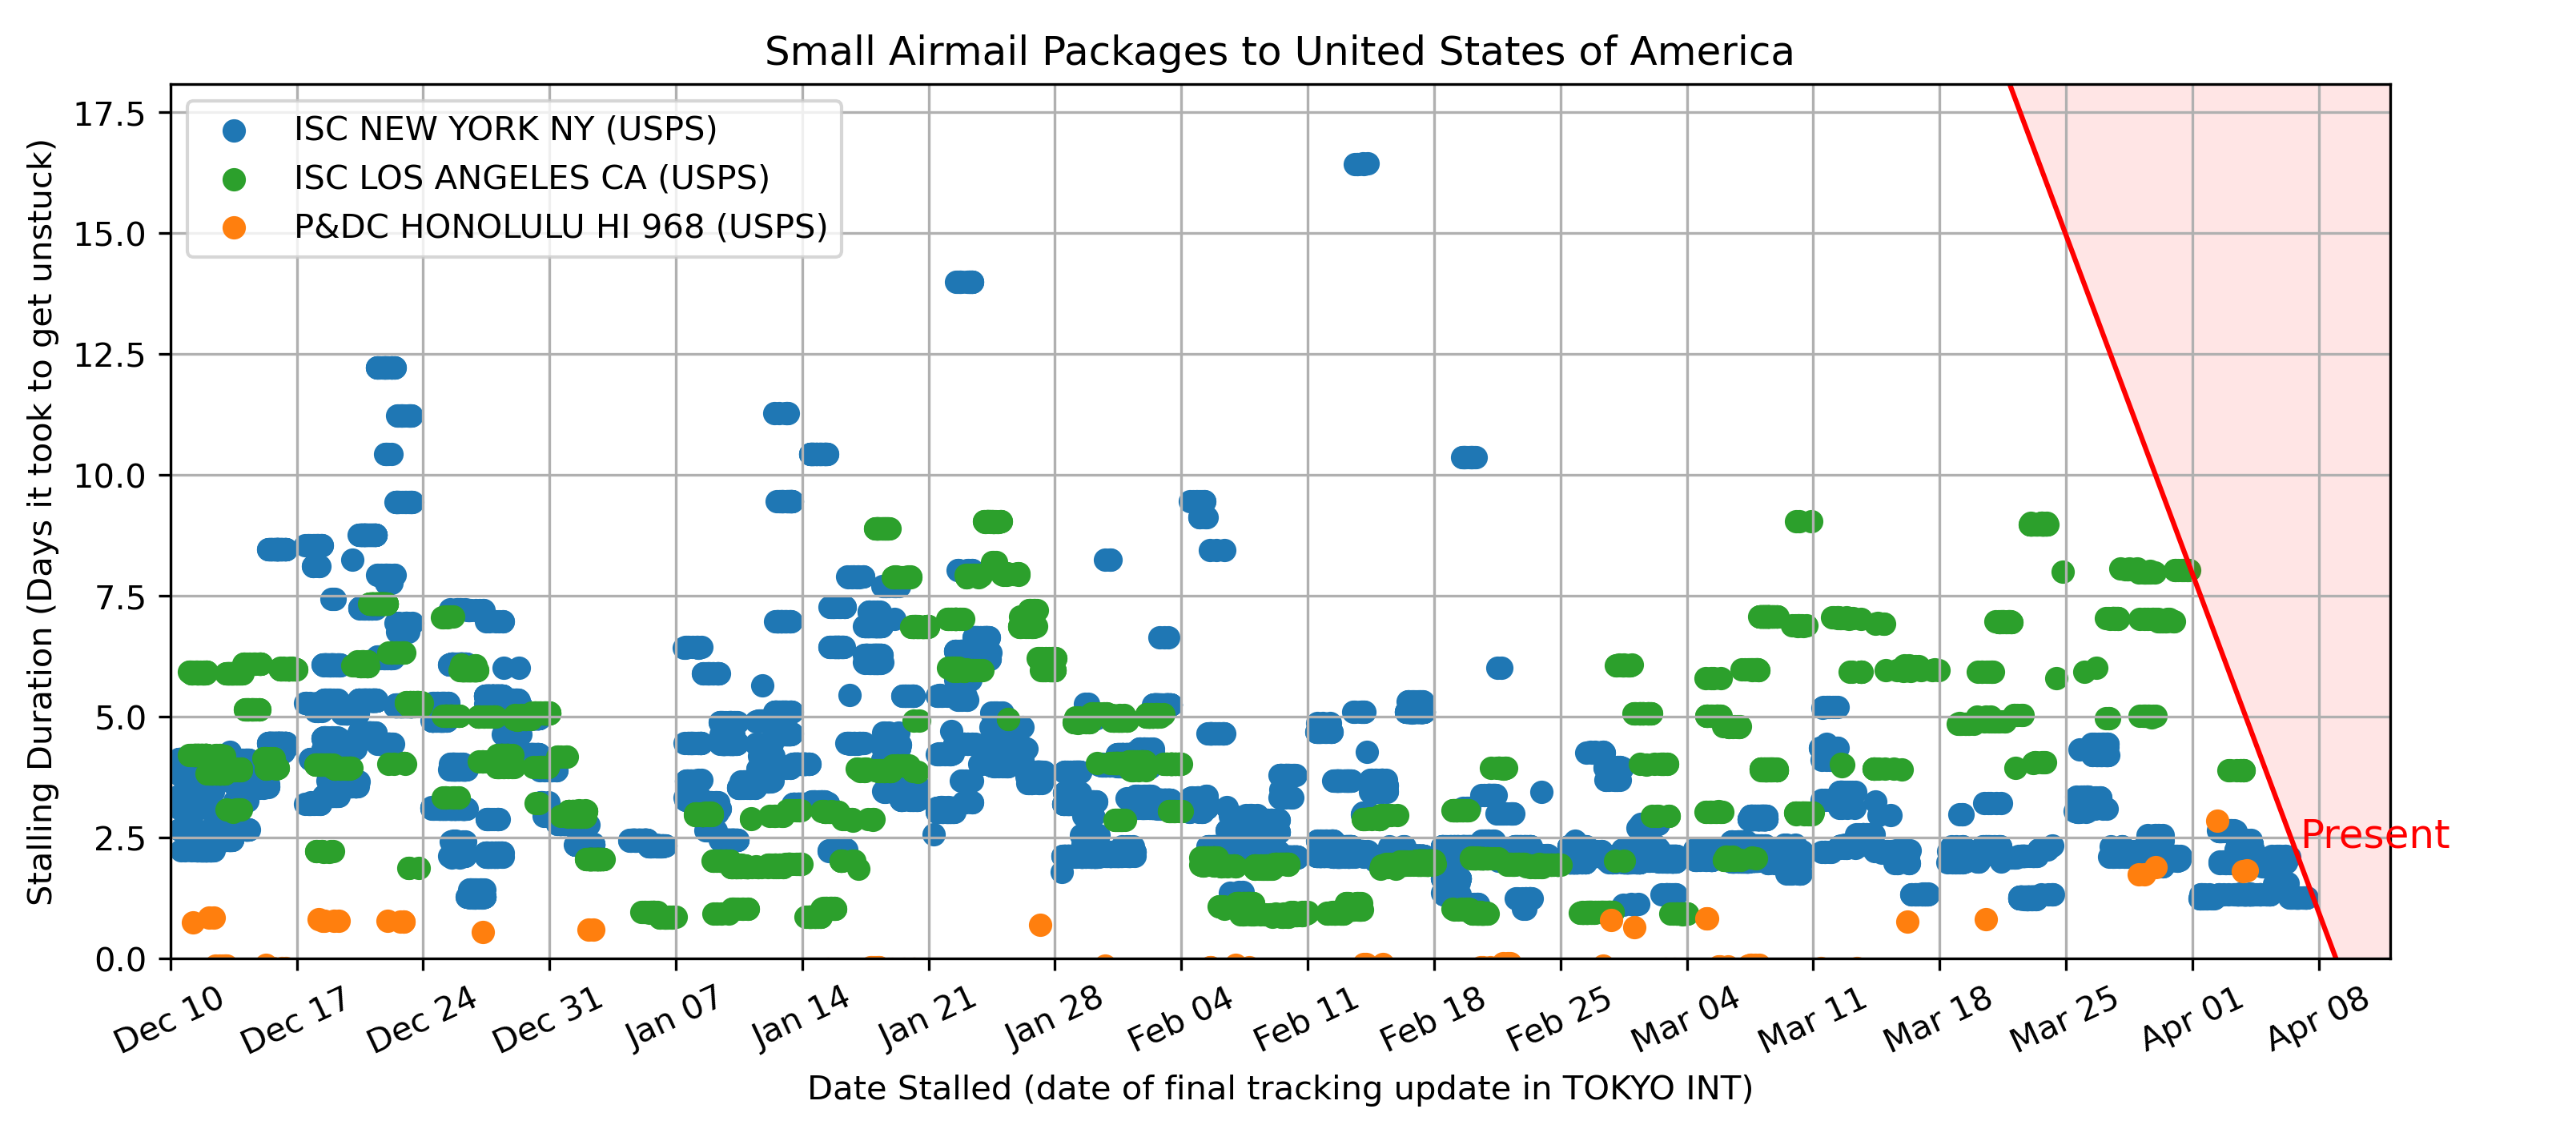 Small Airmail Packages to United States of America
Stalling Duration (Days it took to get unstuck)
17.5
15.0
12.5
10.0
7.5
5.0
2.5
0.0
ISC NEW YORK NY (USPS)
ISC LOS ANGELES CA (USPS)
P&DC HONOLULU HI 968 (USPS)
Present
Dec 10
Dec 17
Dec 24
Dec 31
Jan 07
Jan 14
Jan 21
Jan 28
Feb 04
Feb 11
Feb 18
Feb 25
Mar 04
Mar 11
Mar 18
Mar 25
Apr 01
Apr 08
Date Stalled (date of final tracking update in TOKYO INT)